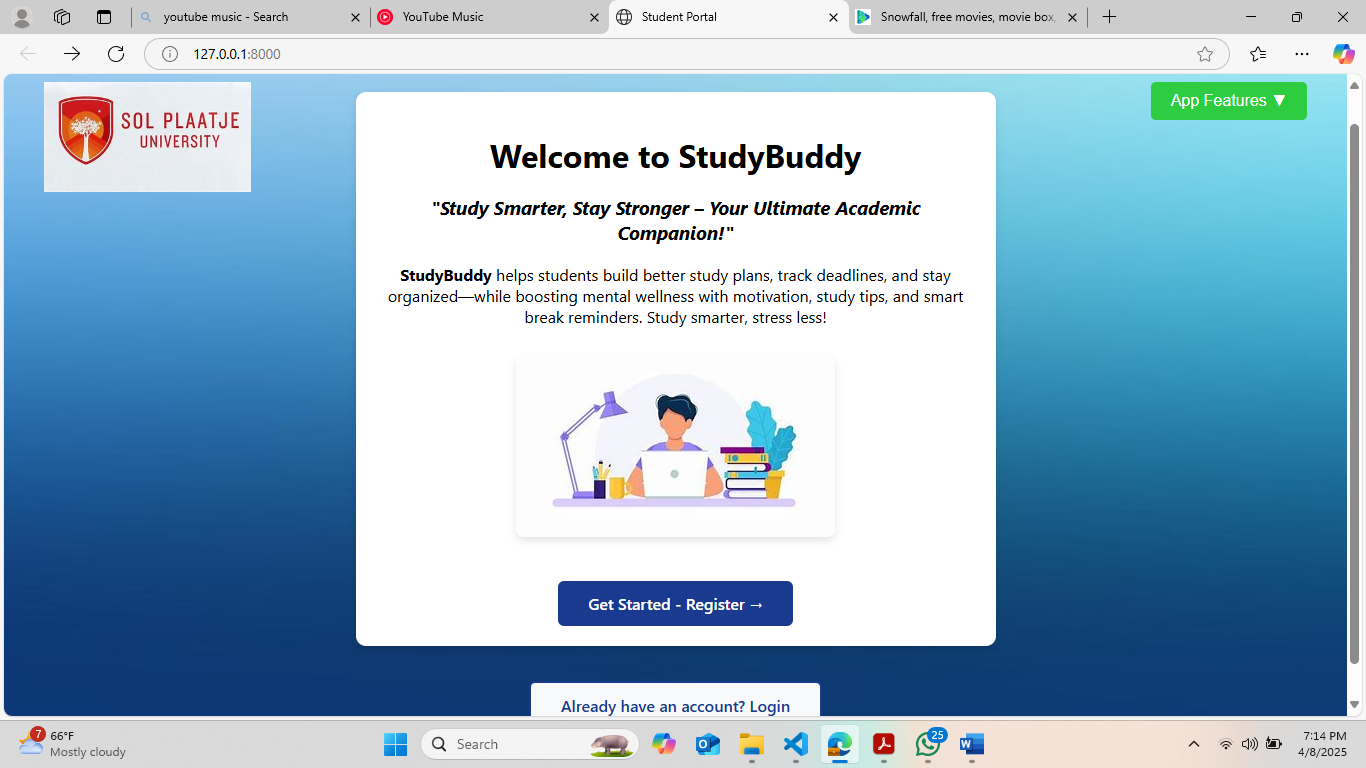 youtube music - Search
YouTube Music
Student Portal
Snowfall, free movies, movie box,
127.0.0.1:8000
SOL PLAATJE
UNIVERSITY
App Features ▼
Welcome to StudyBuddy
"Study Smarter, Stay Stronger – Your Ultimate Academic
Companion!"
StudyBuddy helps students build better study plans, track deadlines, and stay
organized—while boosting mental wellness with motivation, study tips, and smart
break reminders. Study smarter, stress less!
Get Started - Register →
Already have an account? Login
7
66°F
Mostly cloudy
Search
25
7:14 PM
4/8/2025